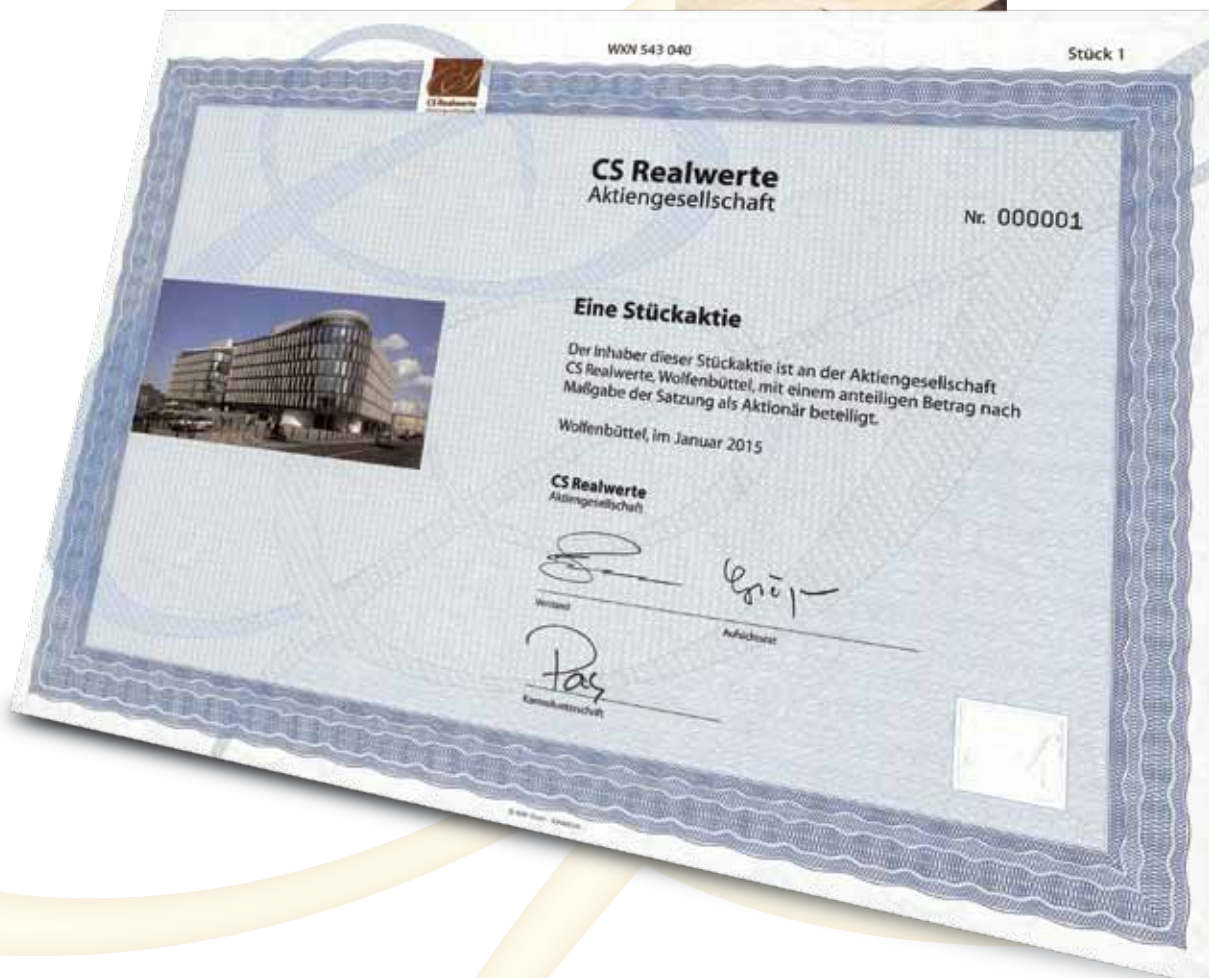 WKN 543 040
Stück 1
CS Realwerte
CS Realwerte
Aktiengesellschaft
Nr. 000001
Eine Stückaktie
Der Inhaber dieser Stückaktie ist an der Aktiengesellschaft
CS Realwerte, Wolfenbüttel, mit einem anteiligen Betrag nach
Maßgabe der Satzung als Aktionär beteiligt.
Wolfenbüttel, im Januar 2015
CS Realwerte
Aktiengesellschaft
Vorstand
Aufsichtsrat
Kontrollunterschrift